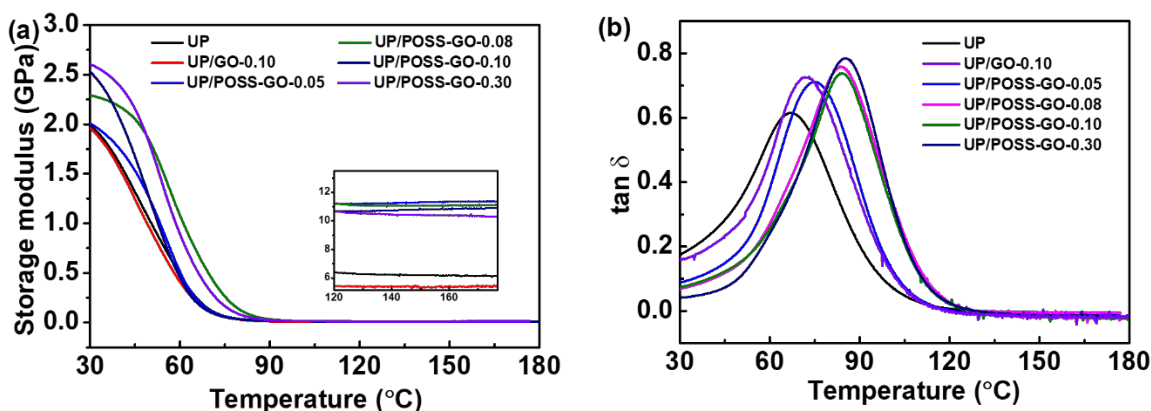 (a)
UP
UP/GO-0.10
UP/POSS-GO-0.05
UP/POSS-GO-0.08
UP/POSS-GO-0.10
UP/POSS-GO-0.30
Storage modulus (GPa)
3.0
2.5
2.0
1.5
1.0
0.5
0.0
12
11
10
8
6
120 140 160
30 60 90 120 150 180
Temperature (°C)
(b)
UP
UP/GO-0.10
UP/POSS-GO-0.05
UP/POSS-GO-0.08
UP/POSS-GO-0.10
UP/POSS-GO-0.30
tan δ
0.8
0.6
0.4
0.2
0.0
30 60 90 120 150 180
Temperature (°C)